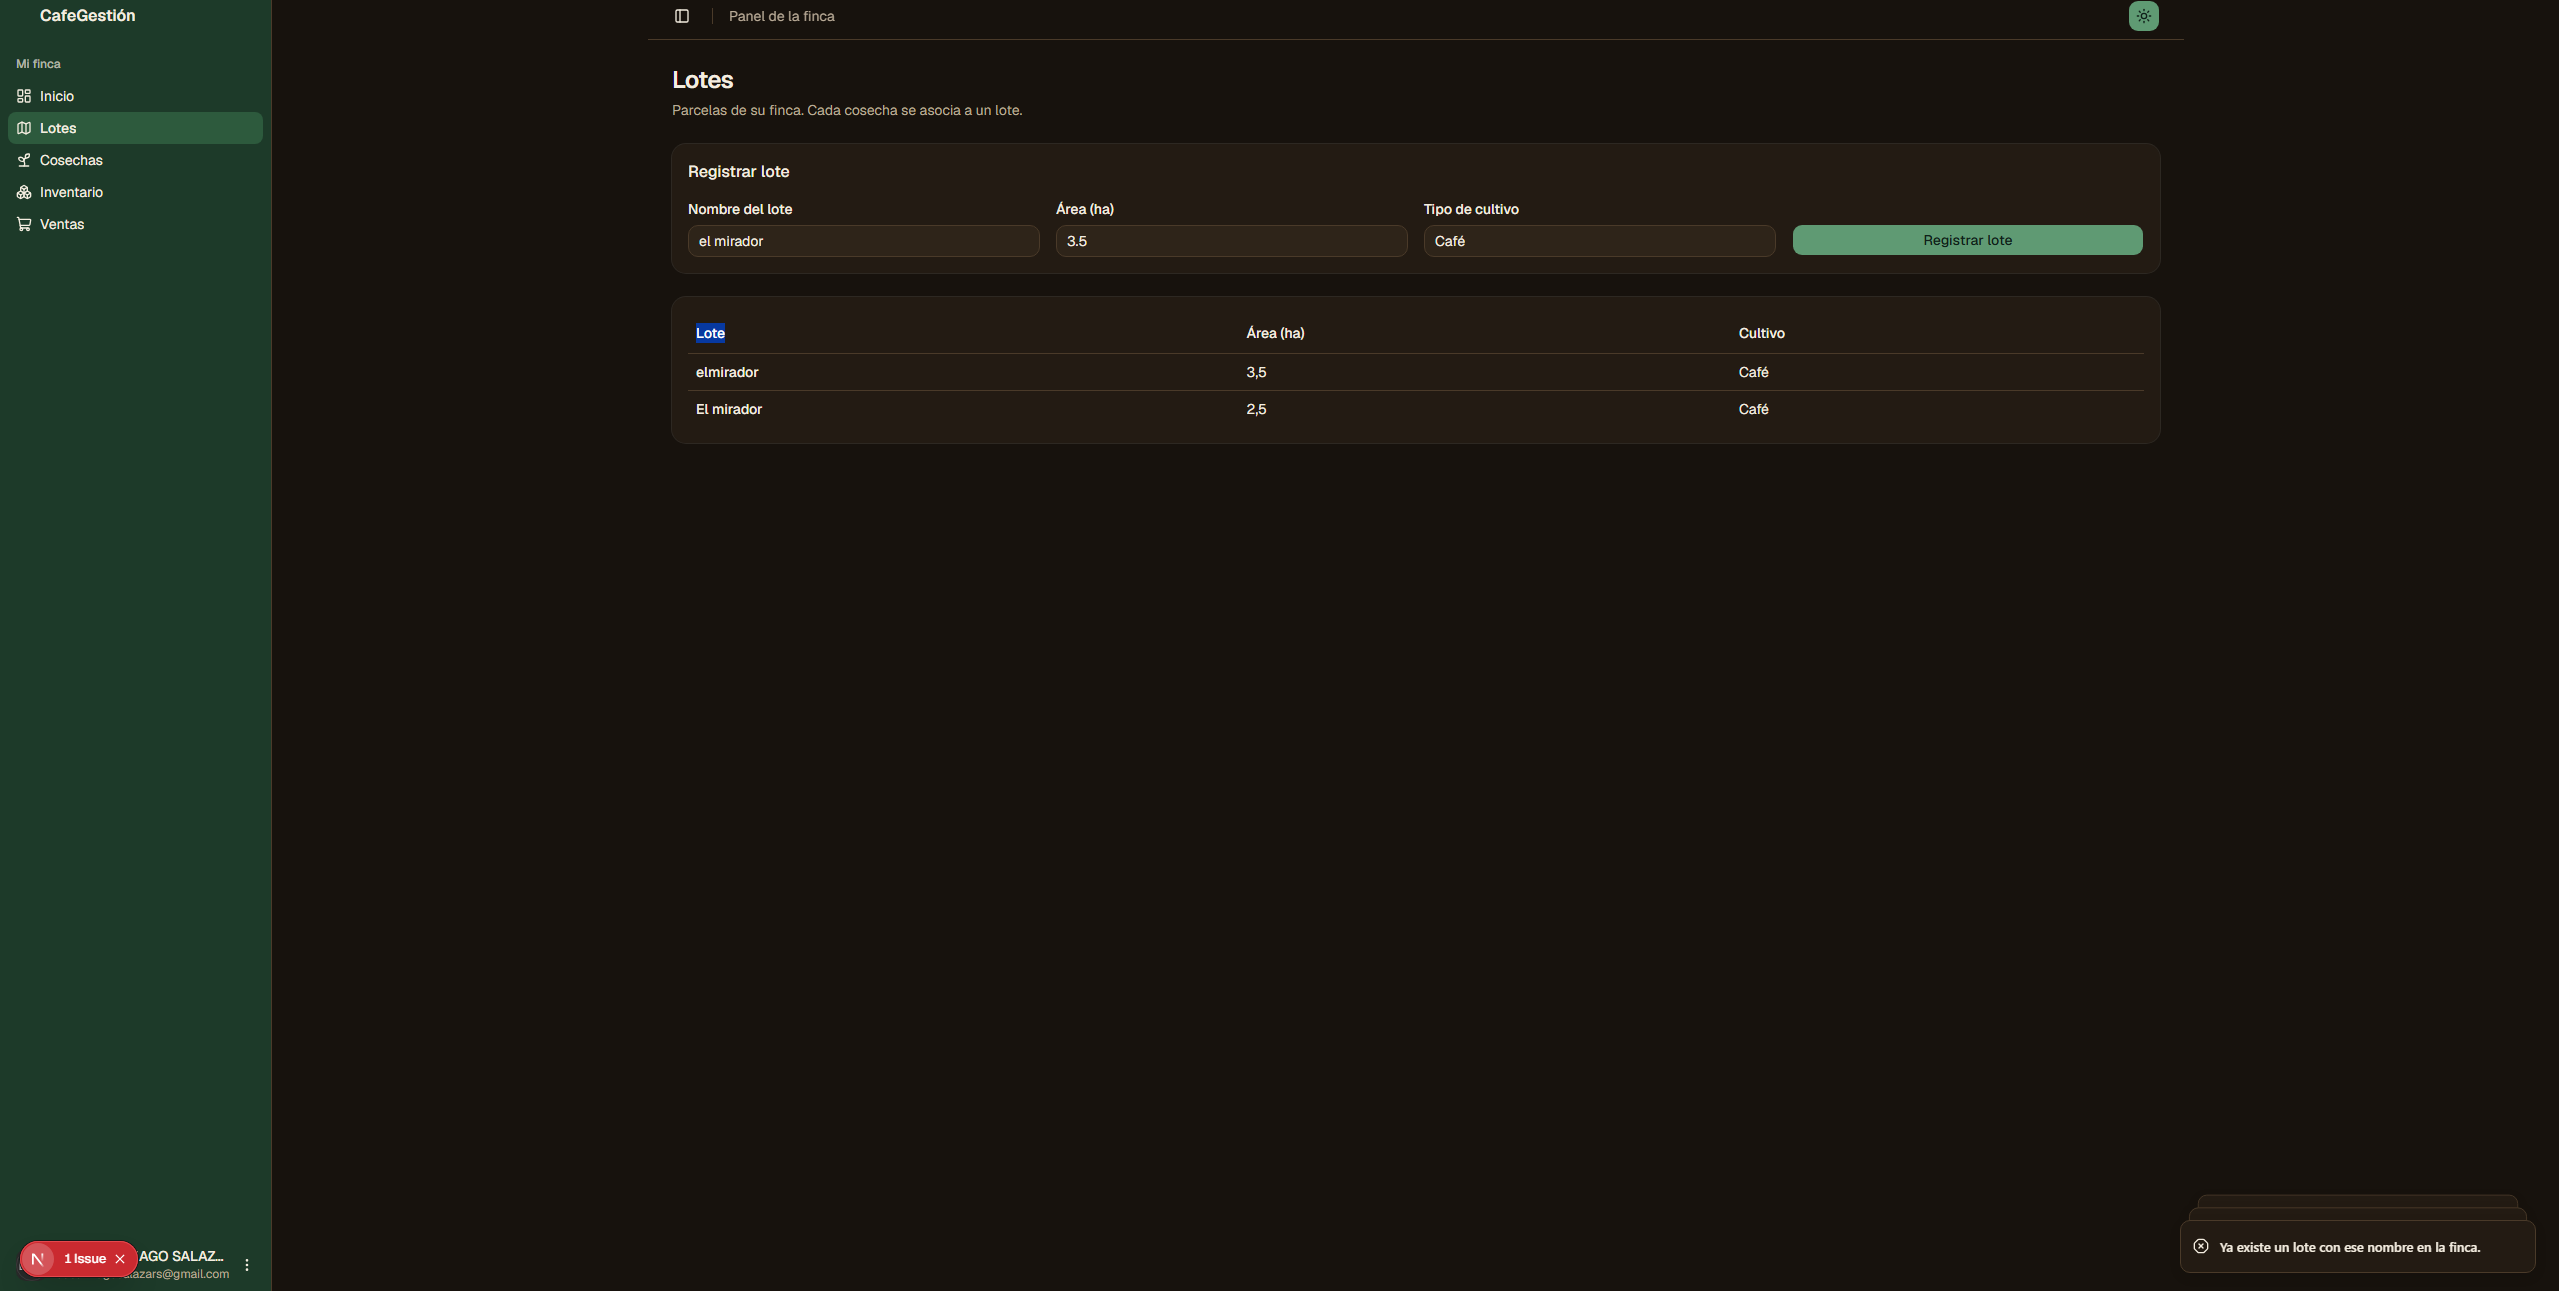 CafeGestión
Mi finca
Inicio
Lotes
Cosechas
Inventario
Ventas
Panel de la finca
Lotes
Parcelas de su finca. Cada cosecha se asocia a un lote.
Registrar lote
Nombre del lote Área (ha) Tipo de cultivo
el mirador 3.5 Café Registrar lote
Lote Área (ha) Cultivo
elmirador 3,5 Café
El mirador 2,5 Café
N 1 Issue
SALAZ...
@gmail.com
Ya existe un lote con ese nombre en la finca.